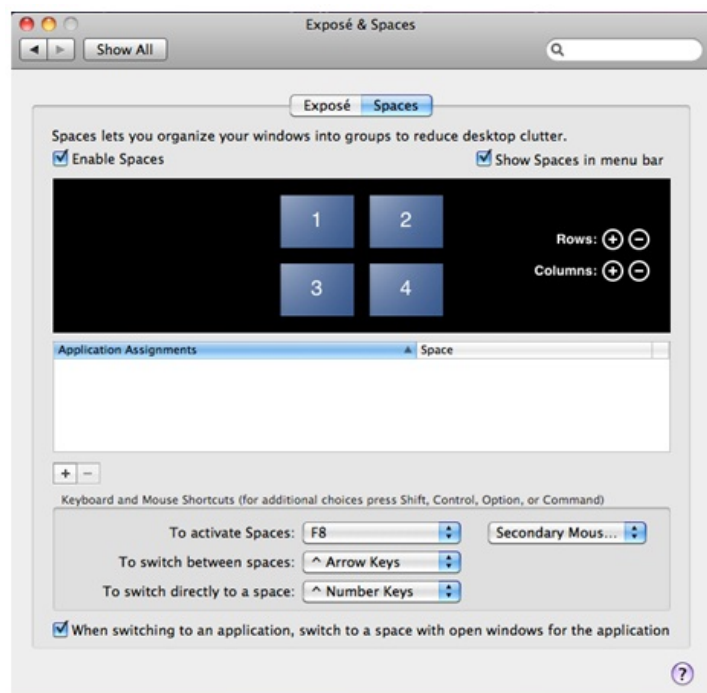 Exposé & Spaces
Show All
Exposé Spaces
Spaces lets you organize your windows into groups to reduce desktop clutter.
Enable Spaces Show Spaces in menu bar
1 2
Rows: + −
Columns: + −
3 4
Application Assignments Space
+ −
Keyboard and Mouse Shortcuts (for additional choices press Shift, Control, Option, or Command)
To activate Spaces: F8 Secondary Mous...
To switch between spaces: ^ Arrow Keys
To switch directly to a space: ^ Number Keys
When switching to an application, switch to a space with open windows for the application
?